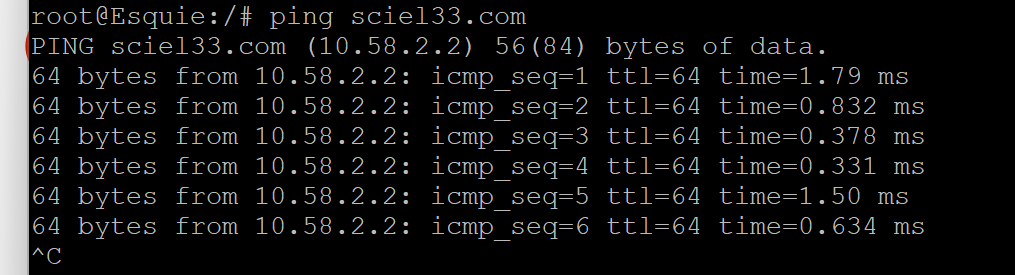 root@Esquie:/# ping sciel33.com
PING sciel33.com (10.58.2.2) 56(84) bytes of data.
64 bytes from 10.58.2.2: icmp_seq=1 ttl=64 time=1.79 ms
64 bytes from 10.58.2.2: icmp_seq=2 ttl=64 time=0.832 ms
64 bytes from 10.58.2.2: icmp_seq=3 ttl=64 time=0.378 ms
64 bytes from 10.58.2.2: icmp_seq=4 ttl=64 time=0.331 ms
64 bytes from 10.58.2.2: icmp_seq=5 ttl=64 time=1.50 ms
64 bytes from 10.58.2.2: icmp_seq=6 ttl=64 time=0.634 ms
^C